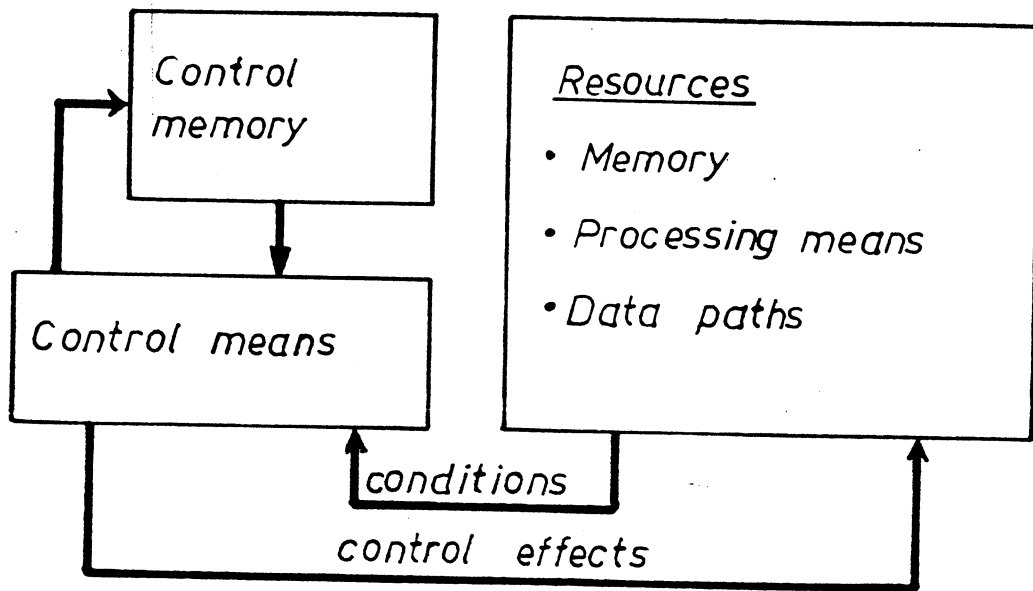 Control
memory
Resources
• Memory
• Processing means
• Data paths
Control means
conditions
control effects